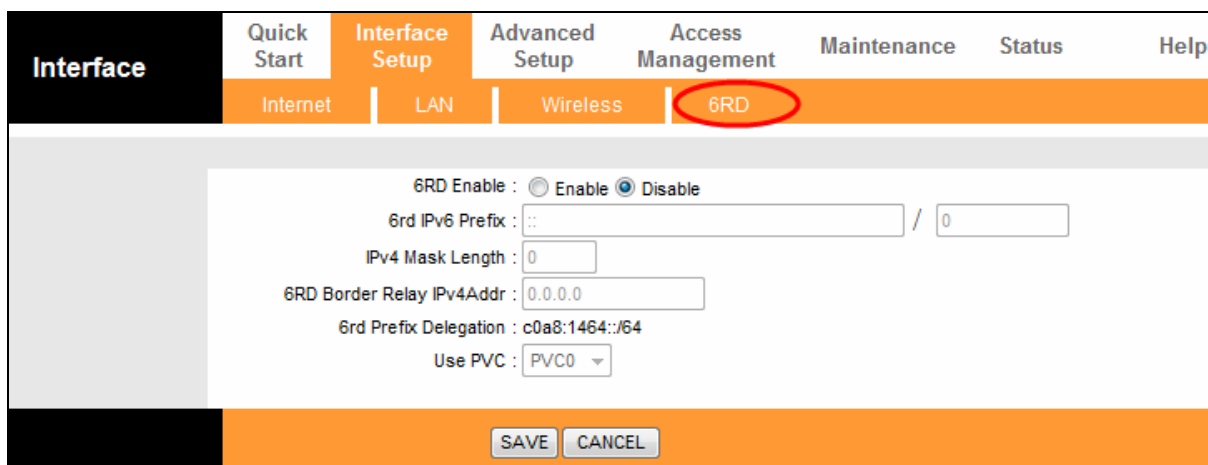 Interface
Quick Start
Interface Setup
Advanced Setup
Access Management
Maintenance
Status
Help
Internet
LAN
Wireless
6RD
6RD Enable : Enable Disable
6rd IPv6 Prefix : :: / 0
IPv4 Mask Length : 0
6RD Border Relay IPv4Addr : 0.0.0.0
6rd Prefix Delegation : c0a8:1464::/64
Use PVC : PVC0
SAVE CANCEL